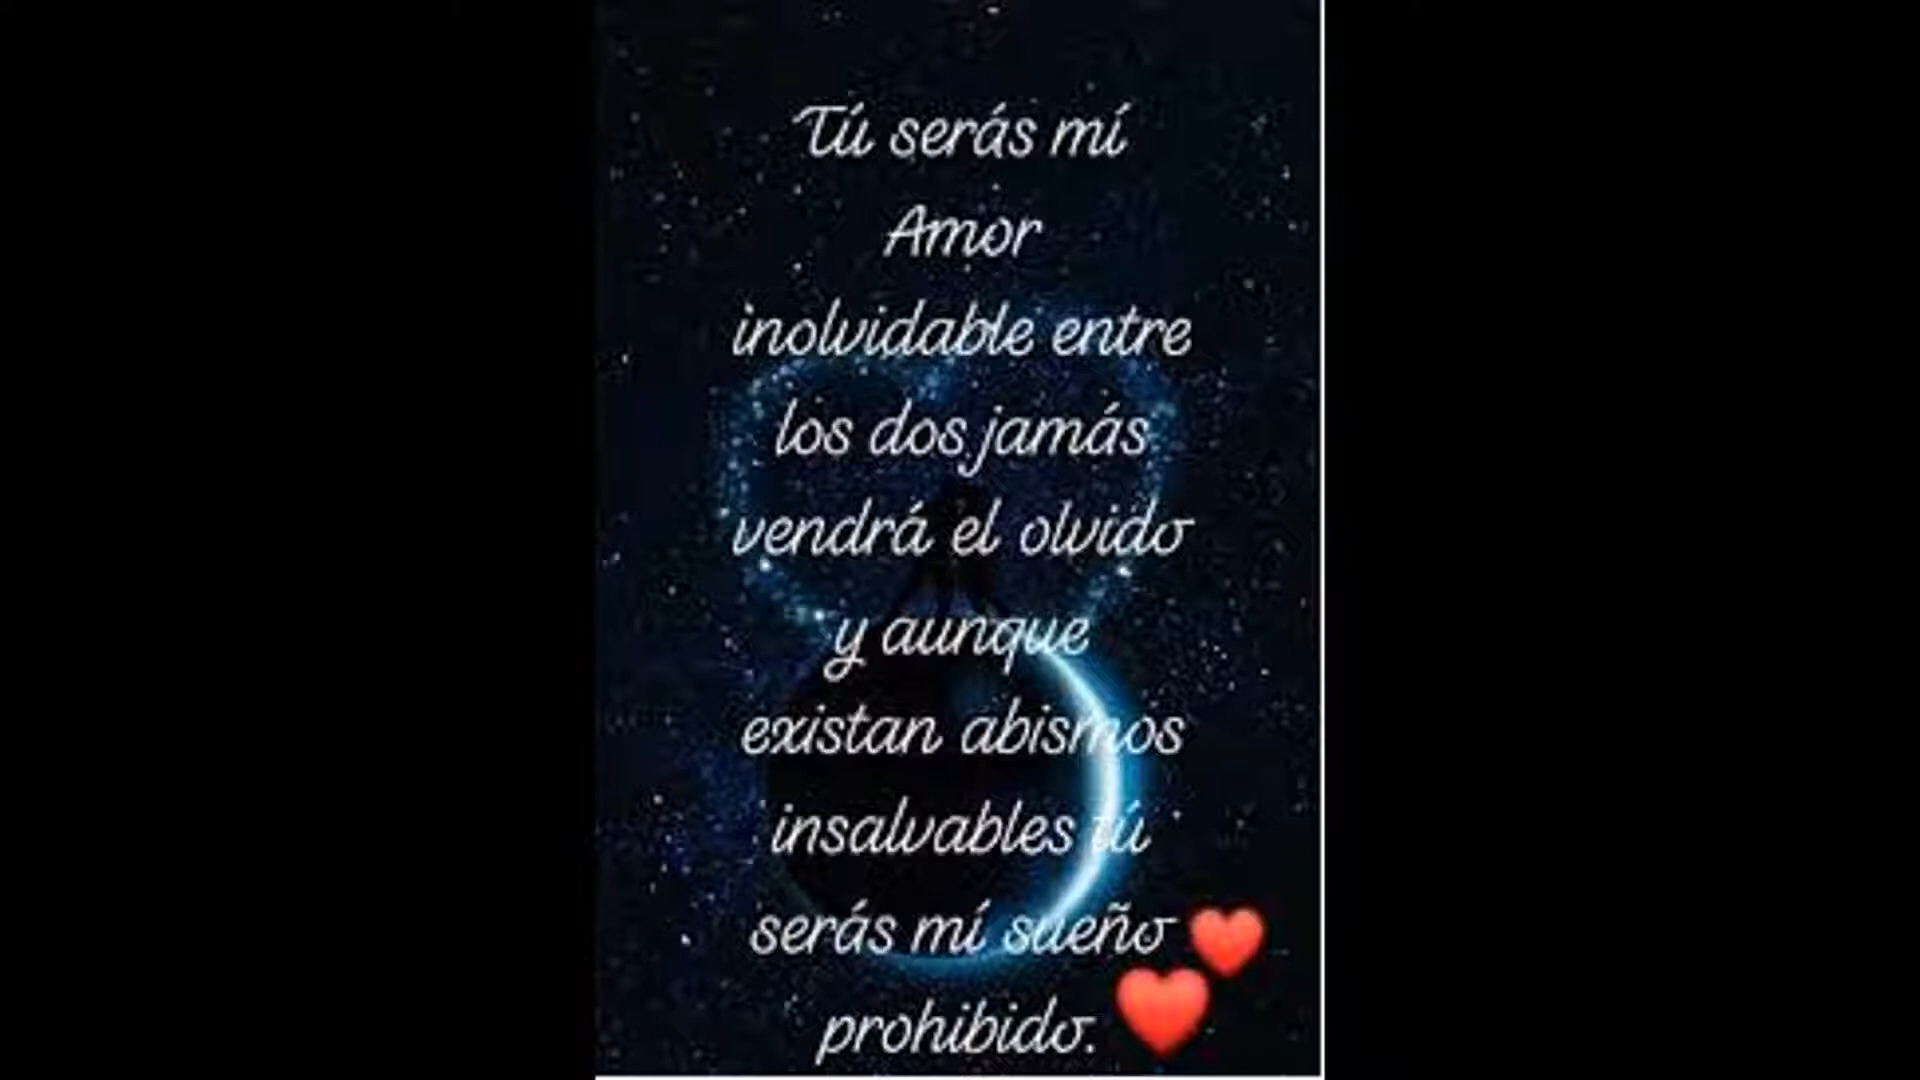 Tú serás mí
Amor
inolvidable entre
los dos jamás
vendrá el olvido
y aunque
existan abismos
insalvables tú
serás mí sueño
prohibido.